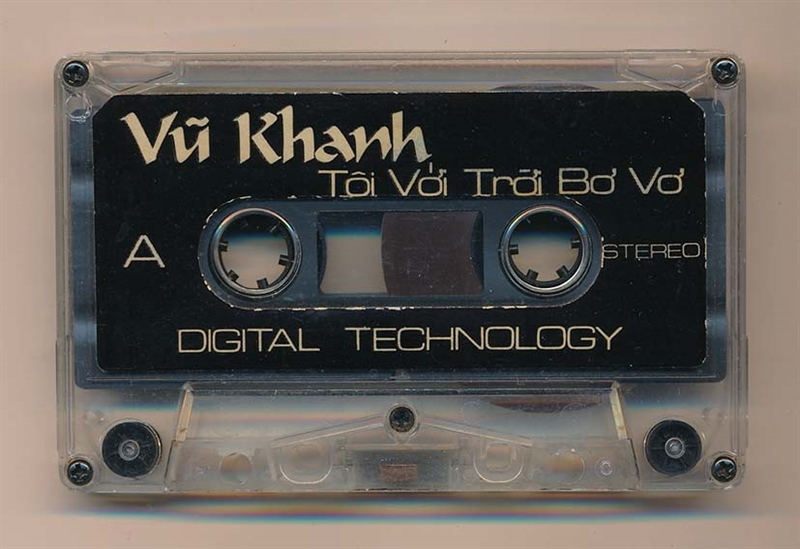 Vũ Khanh
Tôi Với Trời Bơ Vơ
A
STEREO
DIGITAL TECHNOLOGY